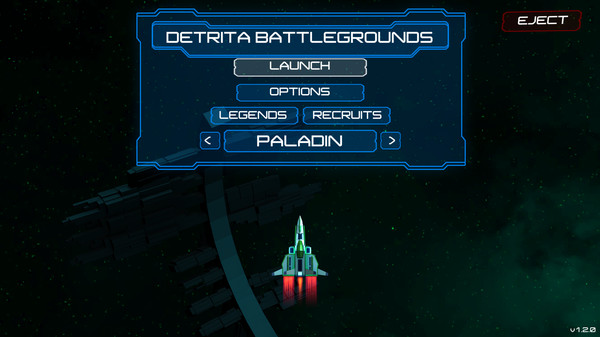 DETRITA BATTLEGROUNDS
EJECT
LAUNCH
OPTIONS
LEGENDS RECRUITS
< PALADIN >
v1.2.0